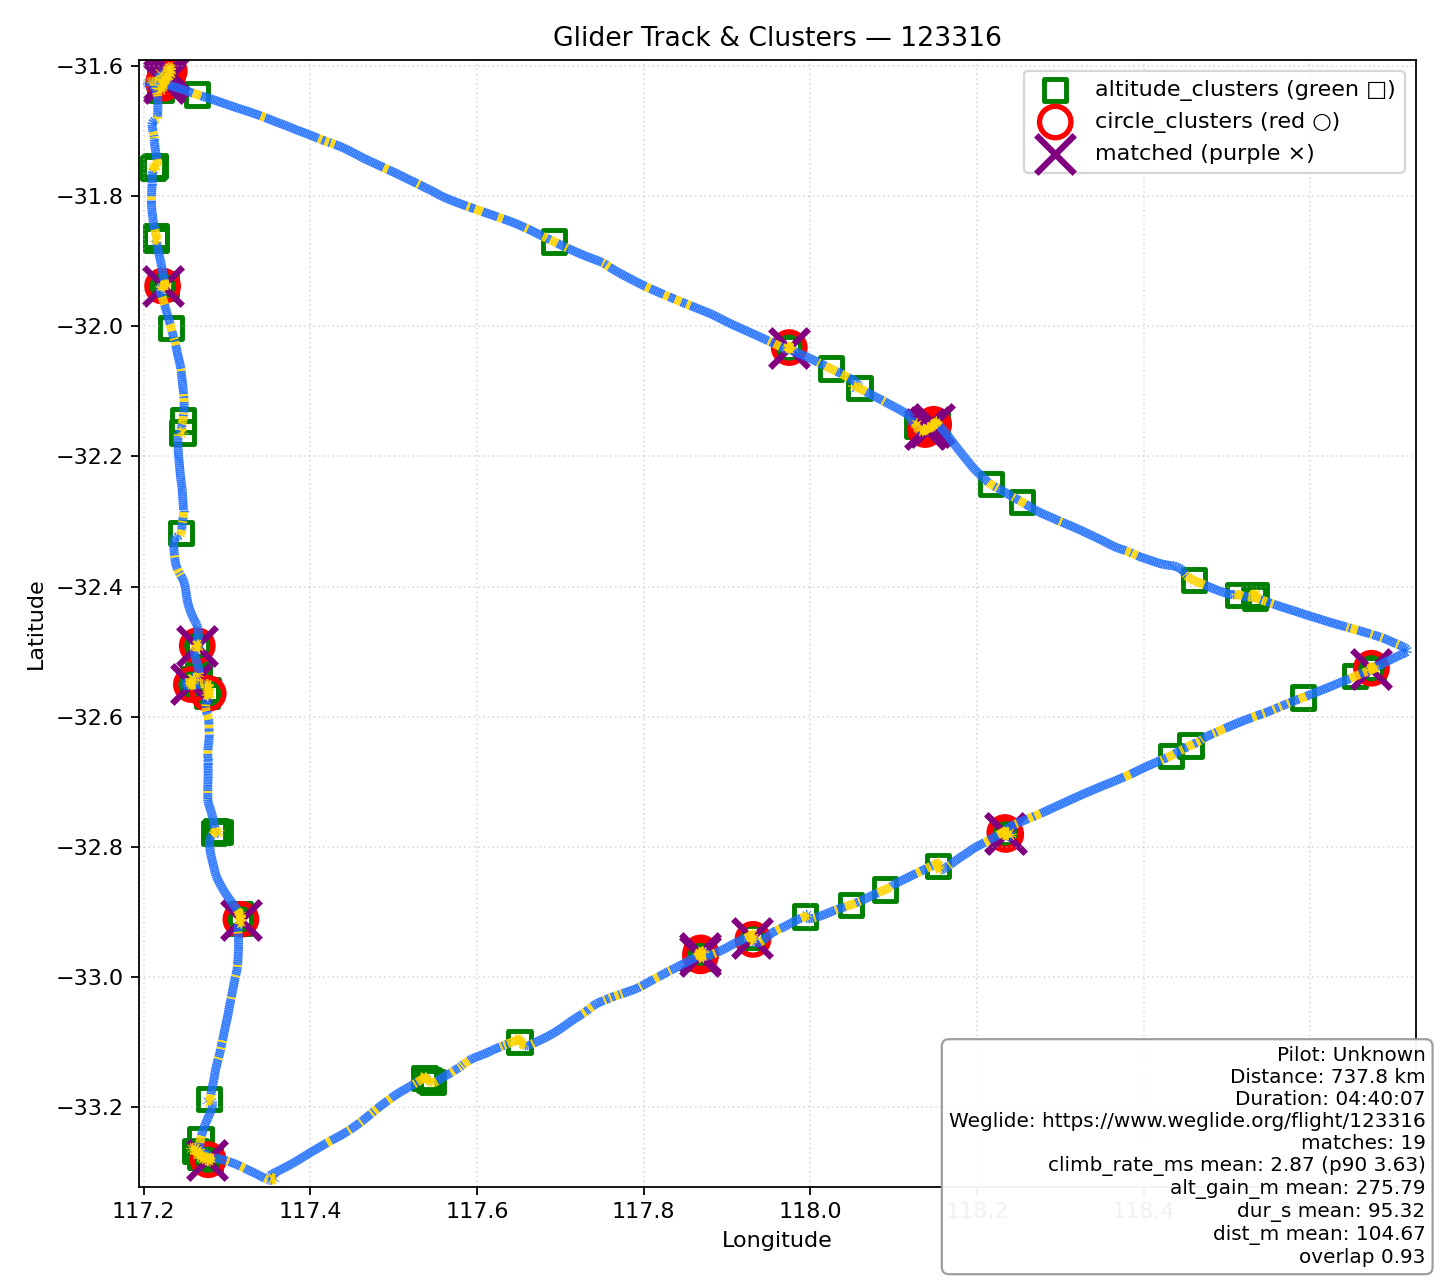 Glider Track & Clusters — 123316
altitude_clusters (green □)
circle_clusters (red ○)
matched (purple ×)
−31.6
−31.8
−32.0
−32.2
−32.4
−32.6
−32.8
−33.0
−33.2
Latitude
117.2
117.4
117.6
117.8
118.0
118.2
118.4
Longitude
Pilot: Unknown
Distance: 737.8 km
Duration: 04:40:07
Weglide: https://www.weglide.org/flight/123316
matches: 19
climb_rate_ms mean: 2.87 (p90 3.63)
alt_gain_m mean: 275.79
dur_s mean: 95.32
dist_m mean: 104.67
overlap 0.93